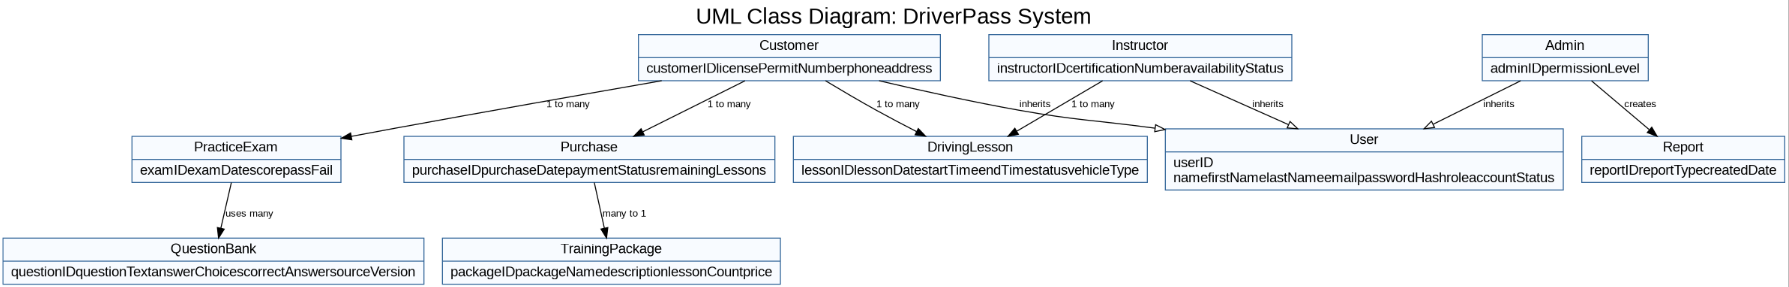 UML Class Diagram: DriverPass System
Customer
customerIDlicensePermitNumberphoneaddress
Instructor
instructorIDcertificationNumberavailabilityStatus
Admin
adminIDpermissionLevel
1 to many
1 to many
1 to many
inherits
1 to many
inherits
inherits
creates
PracticeExam
examIDexamDatescorepassFail
Purchase
purchaseIDpurchaseDatepaymentStatusremainingLessons
DrivingLesson
lessonIDlessonDatestartTimeendTimestatusvehicleType
User
userID
namefirstNamelastNameemailpasswordHashroleaccountStatus
Report
reportIDreportTypecreatedDate
uses many
many to 1
QuestionBank
questionIDquestionTextanswerChoicescorrectAnswersourceVersion
TrainingPackage
packageIDpackageNamedescriptionlessonCountprice